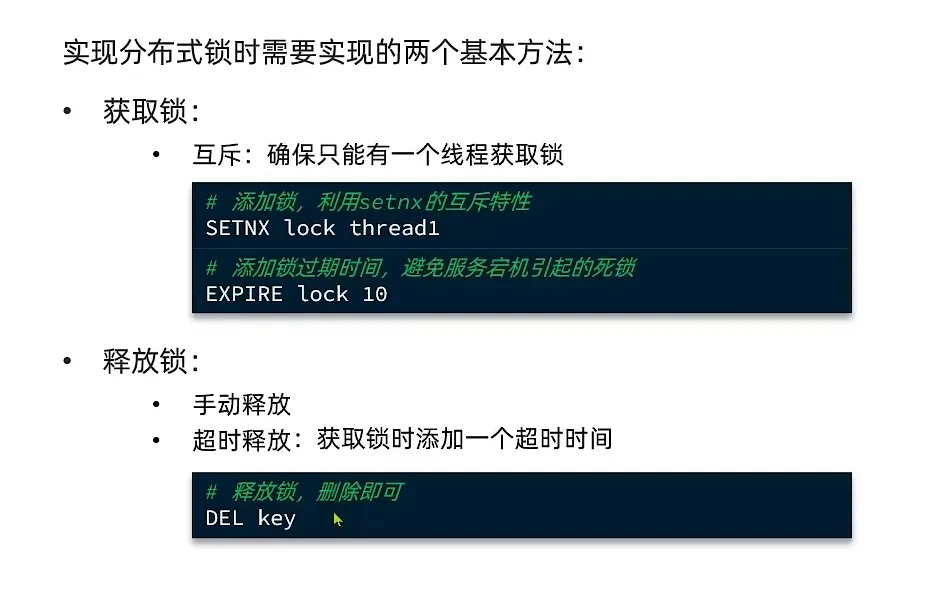 实现分布式锁时需要实现的两个基本方法：
• 获取锁：
• 互斥：确保只能有一个线程获取锁
# 添加锁，利用setnx的互斥特性
SETNX lock thread1
# 添加锁过期时间，避免服务宕机引起的死锁
EXPIRE lock 10
• 释放锁：
• 手动释放
• 超时释放：获取锁时添加一个超时时间
# 释放锁，删除即可
DEL key